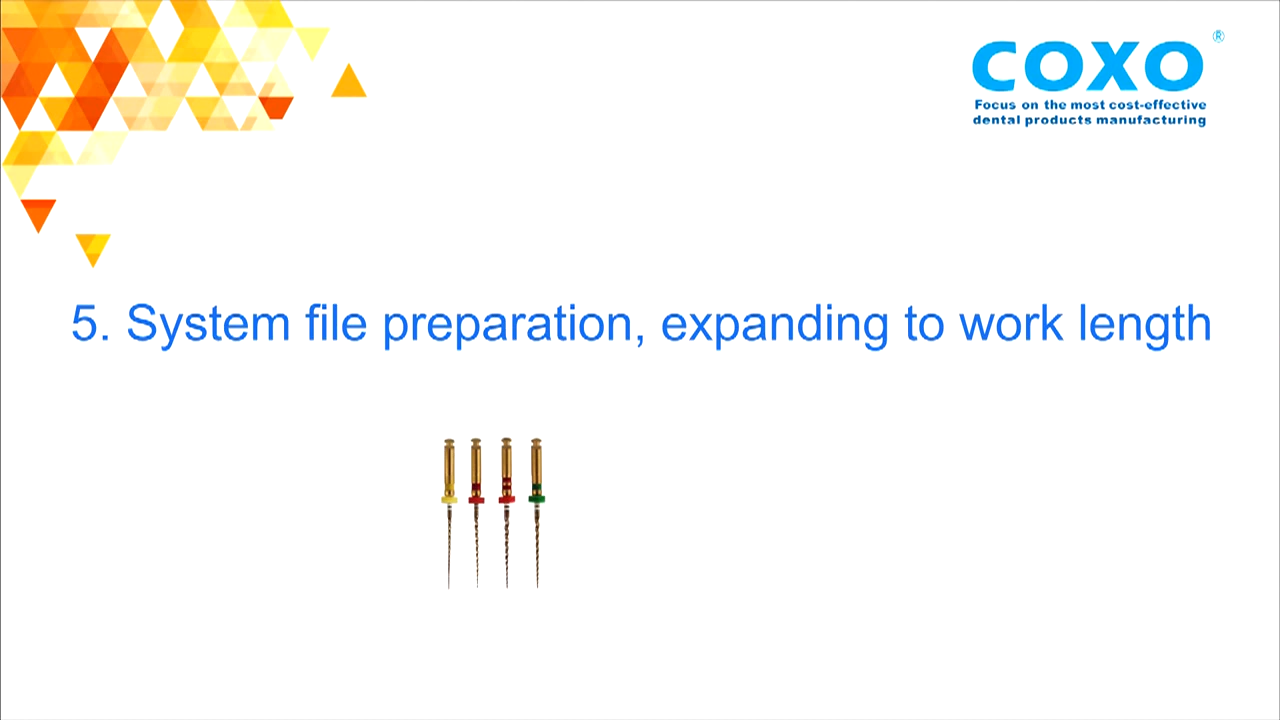 COXO®
Focus on the most cost-effective
dental products manufacturing
5. System file preparation, expanding to work length